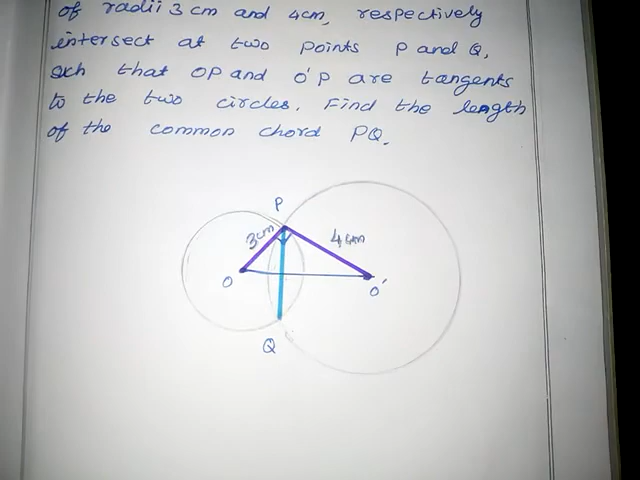 of radii 3 cm and 4cm, respectively
intersect at two points P and Q,
such that OP and O'P are tangents
to the two circles. Find the length
of the common chord PQ.
P
3cm
4cm
O
O'
Q